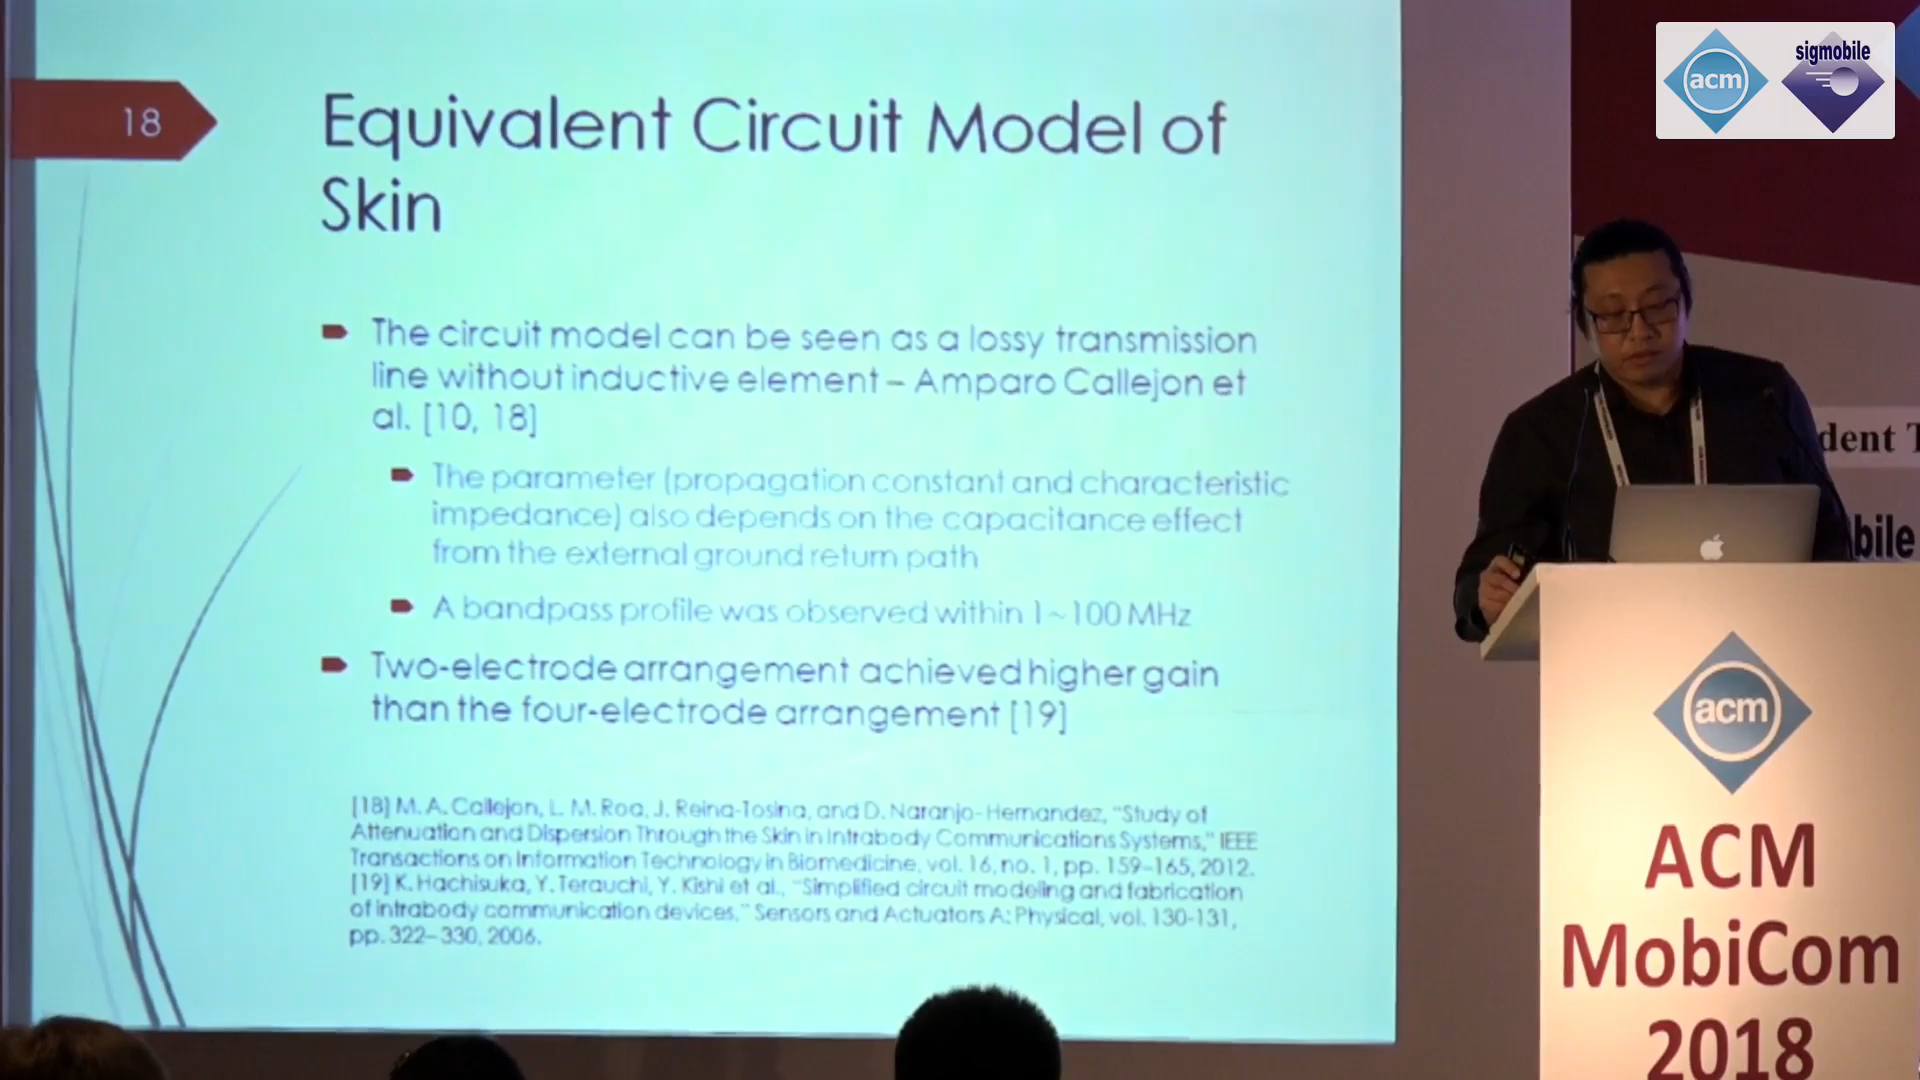 18
Equivalent Circuit Model of
Skin
The circuit model can be seen as a lossy transmission
line without inductive element – Amparo Callejon et
al. [10, 18]
The parameter (propagation constant and characteristic
impedance) also depends on the capacitance effect
from the external ground return path
A bandpass profile was observed within 1~100 MHz
Two-electrode arrangement achieved higher gain
than the four-electrode arrangement [19]
[18] M. A. Callejon, L. M. Roa, J. Reina-Tosina, and D. Naranjo-Hernandez, "Study of
Attenuation and Dispersion Through the Skin in Intrabody Communications Systems," IEEE
Transactions on Information Technology in Biomedicine, vol. 16, no. 1, pp. 159–165, 2012.
[19] K. Hachisuka, Y. Terauchi, Y. Kishi et al., "Simplified circuit modeling and fabrication
of intrabody communication devices," Sensors and Actuators A: Physical, vol. 130-131,
pp. 322–330, 2006.
acm
sigmobile
dent T
bile
acm
ACM
MobiCom
2018